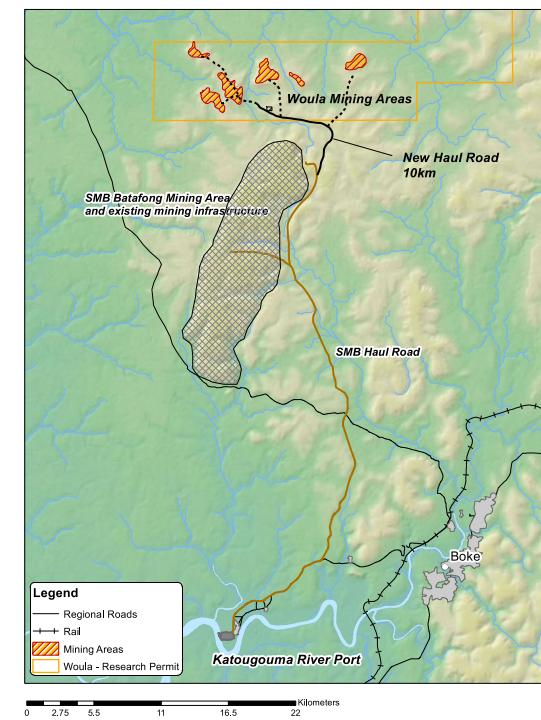 Woula Mining Areas
New Haul Road
10km
SMB Batafong Mining Area
and existing mining infrastructure
SMB Haul Road
Boke
Katougouma River Port
Legend
Regional Roads
Rail
Mining Areas
Woula - Research Permit
Kilometers
0 2.75 5.5 11 16.5 22